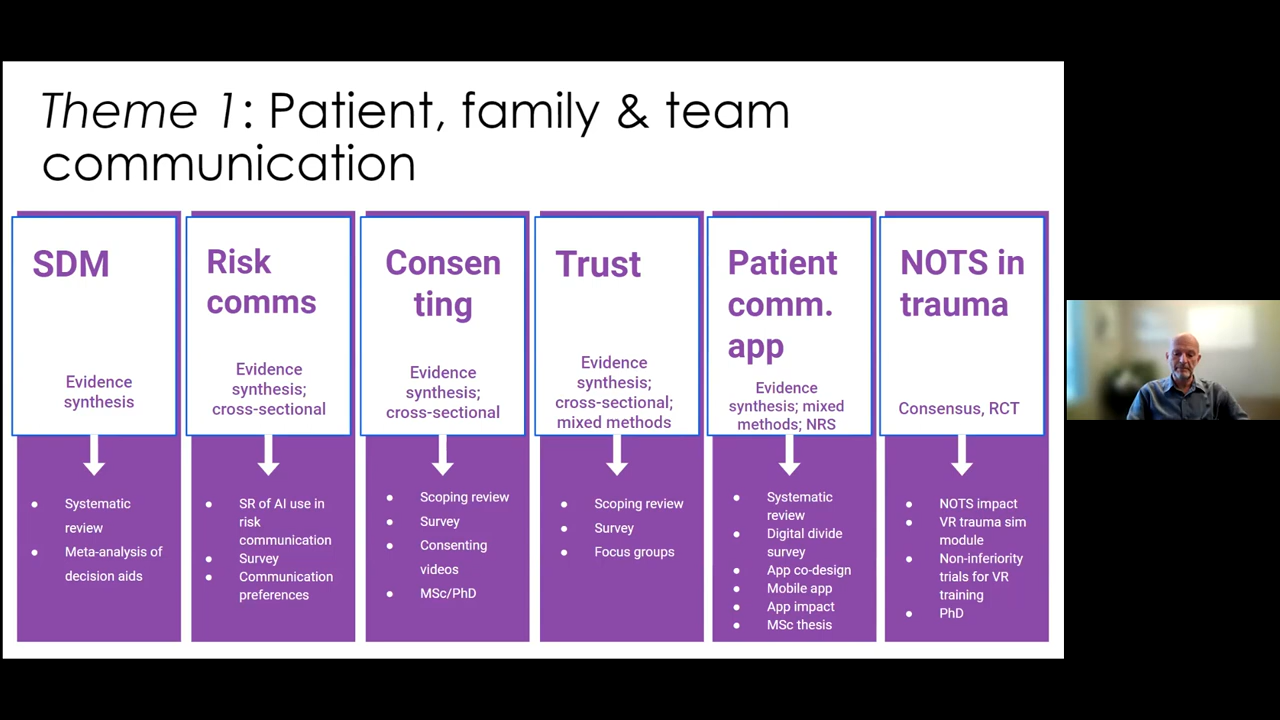 Theme 1: Patient, family & team
communication
SDM
Evidence
synthesis
Systematic
review
Meta-analysis of
decision aids
Risk
comms
Evidence
synthesis;
cross-sectional
SR of AI use in
risk
communication
Survey
Communication
preferences
Consen
ting
Evidence
synthesis;
cross-sectional
Scoping review
Survey
Consenting
videos
MSc/PhD
Trust
Evidence
synthesis;
cross-sectional;
mixed methods
Scoping review
Survey
Focus groups
Patient
comm.
app
Evidence
synthesis; mixed
methods; NRS
Systematic
review
Digital divide
survey
App co-design
Mobile app
App impact
MSc thesis
NOTS in
trauma
Consensus, RCT
NOTS impact
VR trauma sim
module
Non-inferiority
trials for VR
training
PhD